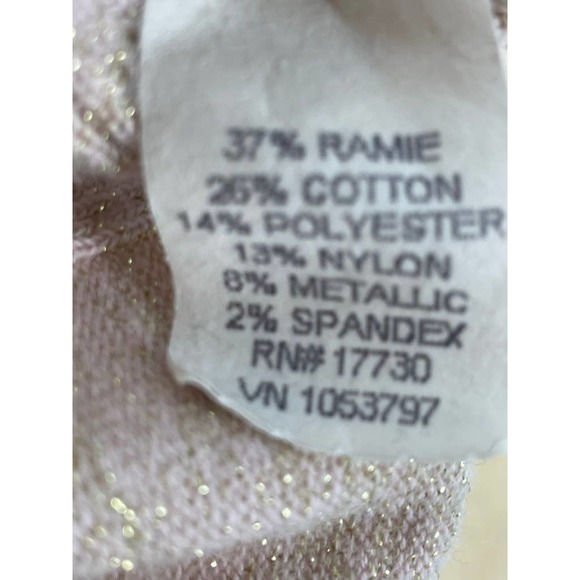 37% RAMIE
26% COTTON
14% POLYESTER
13% NYLON
8% METALLIC
2% SPANDEX
RN# 17730
VN 1053797